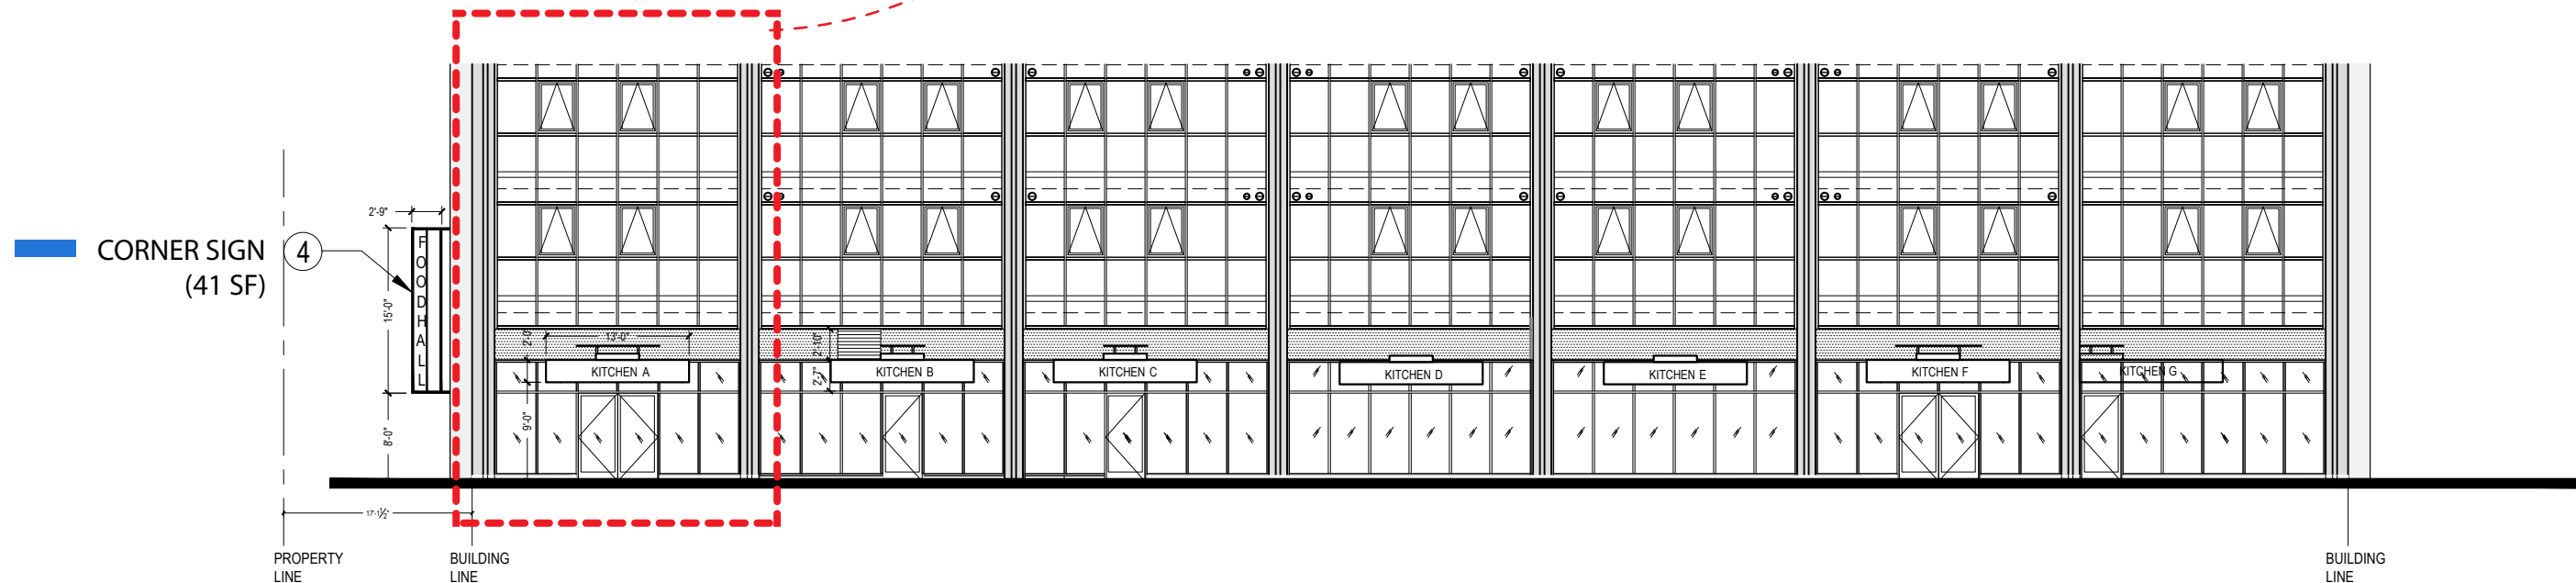 CORNER SIGN
(41 SF)
4
2'-9"
15'-0"
8'-0"
FOODHALL
2'-0"
13'-0"
9'-0"
2'-10"
2'-7"
KITCHEN A
KITCHEN B
KITCHEN C
KITCHEN D
KITCHEN E
KITCHEN F
KITCHEN G
17'-1½"
PROPERTY
LINE
BUILDING
LINE
BUILDING
LINE